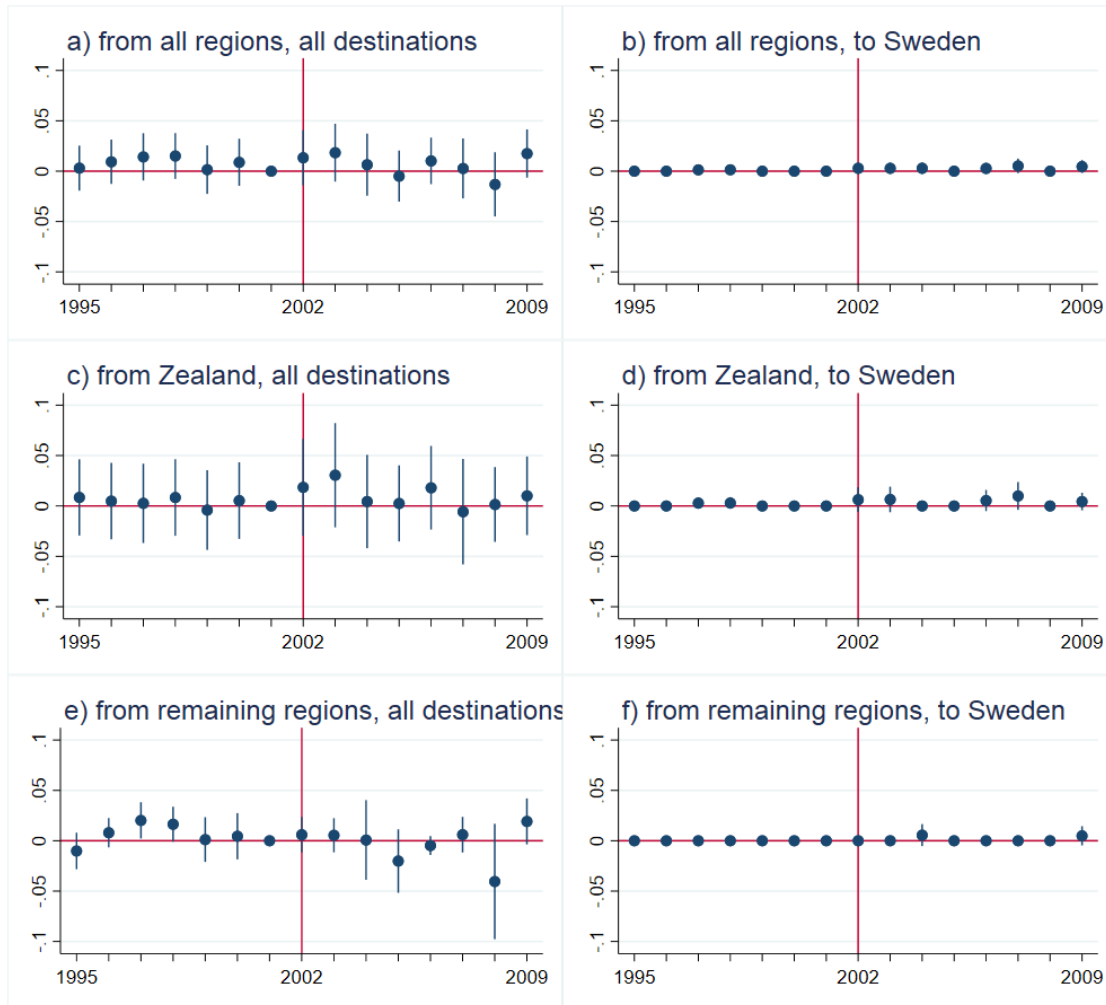 a) from all regions, all destinations
.1
.05
0
-.05
-.1
1995 2002 2009
b) from all regions, to Sweden
.1
.05
0
-.05
-.1
1995 2002 2009
c) from Zealand, all destinations
.1
.05
0
-.05
-.1
1995 2002 2009
d) from Zealand, to Sweden
.1
.05
0
-.05
-.1
1995 2002 2009
e) from remaining regions, all destinations
.1
.05
0
-.05
-.1
1995 2002 2009
f) from remaining regions, to Sweden
.1
.05
0
-.05
-.1
1995 2002 2009